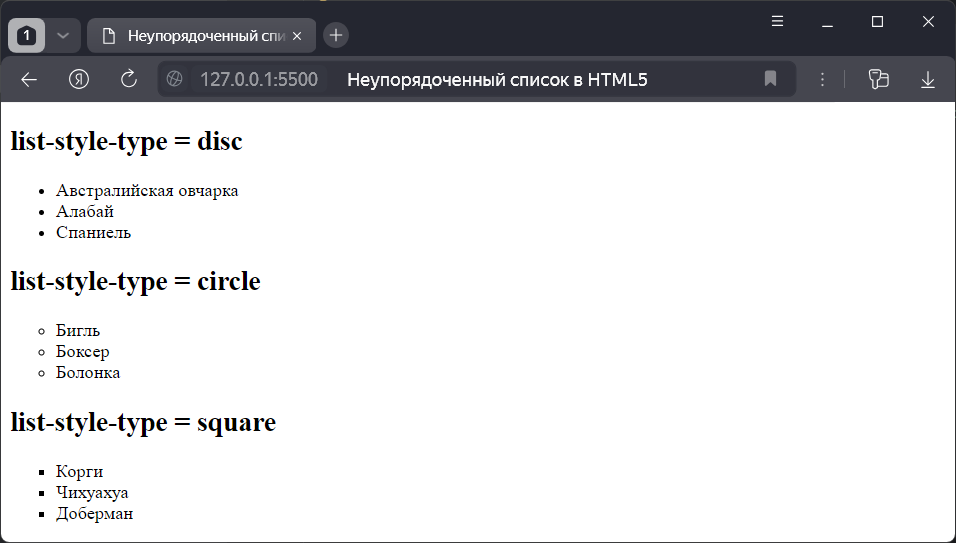 1
Неупорядоченный спи
Я
127.0.0.1:5500 Неупорядоченный список в HTML5
list-style-type = disc
Австралийская овчарка
Алабай
Спаниель
list-style-type = circle
Бигль
Боксер
Болонка
list-style-type = square
Корги
Чихуахуа
Доберман